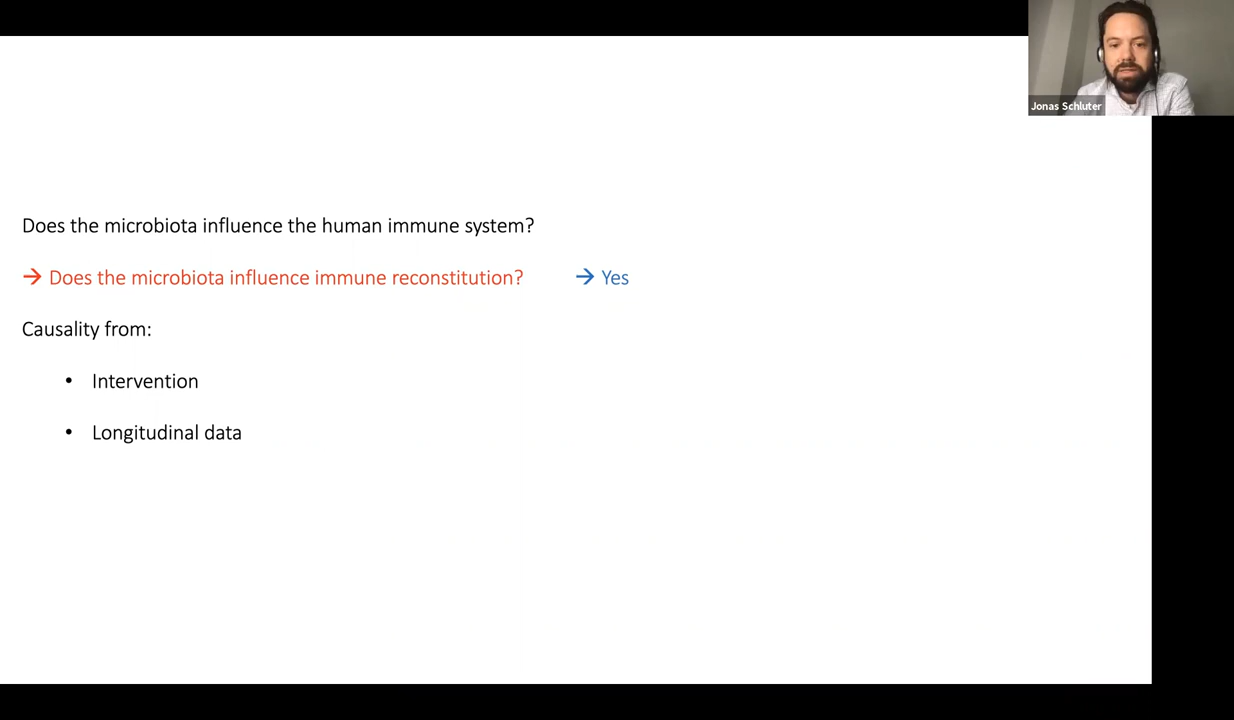 Jonas Schluter
Does the microbiota influence the human immune system?
→ Does the microbiota influence immune reconstitution? → Yes
Causality from:
• Intervention
• Longitudinal data